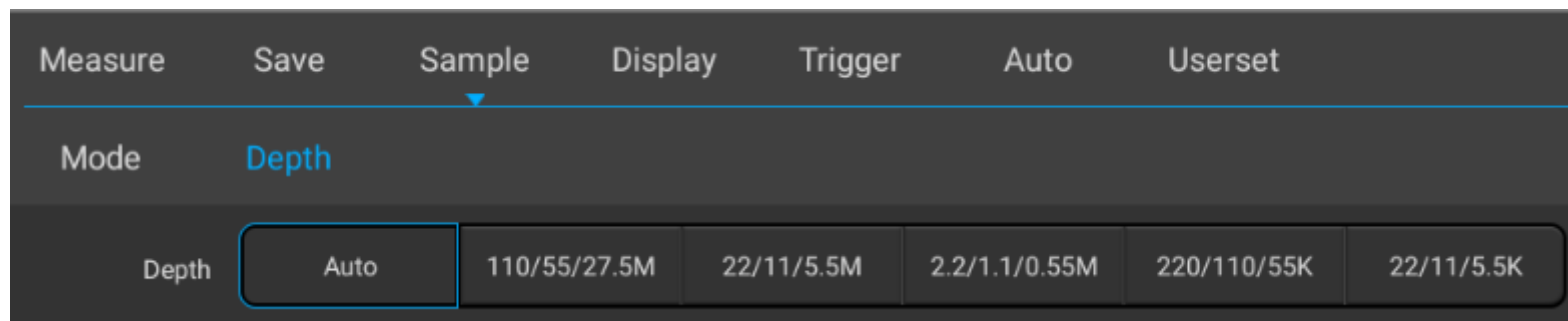 Measure Save Sample Display Trigger Auto Userset
Mode Depth
Depth Auto 110/55/27.5M 22/11/5.5M 2.2/1.1/0.55M 220/110/55K 22/11/5.5K